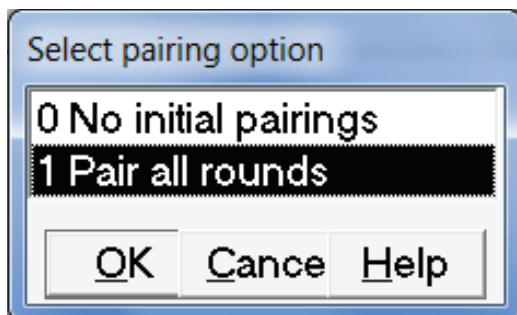 Select pairing option
0 No initial pairings
1 Pair all rounds
OK Cance Help